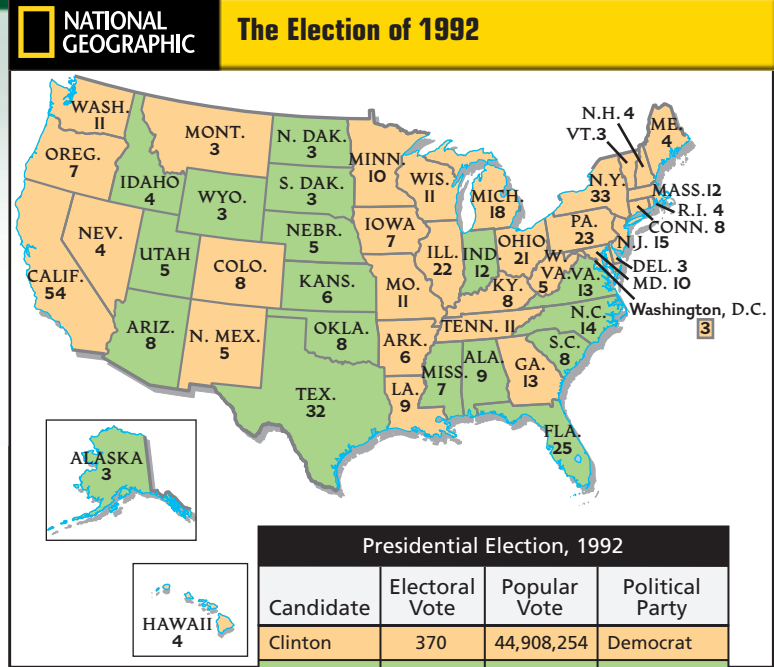 NATIONAL
GEOGRAPHIC
The Election of 1992
WASH.
11
OREG.
7
CALIF.
54
NEV.
4
IDAHO
4
MONT.
3
WYO.
3
UTAH
5
COLO.
8
ARIZ.
8
N. MEX.
5
N. DAK.
3
S. DAK.
3
NEBR.
5
KANS.
6
OKLA.
8
TEX.
32
MINN.
10
IOWA
7
MO.
11
ARK.
6
LA.
9
WIS.
11
ILL.
22
MICH.
18
IND.
12
OHIO
21
KY.
8
TENN. 11
MISS.
7
ALA.
9
GA.
13
FLA.
25
S.C.
8
N.C.
14
VA.
13
W.
VA.
5
PA.
23
N.Y.
33
VT.3
N.H. 4
ME.
4
MASS.12
R.I. 4
CONN. 8
N.J. 15
DEL. 3
MD. 10
Washington, D.C.
3
ALASKA
3
HAWAII
4
Presidential Election, 1992
Candidate Electoral Vote Popular Vote Political Party
Clinton 370 44,908,254 Democrat